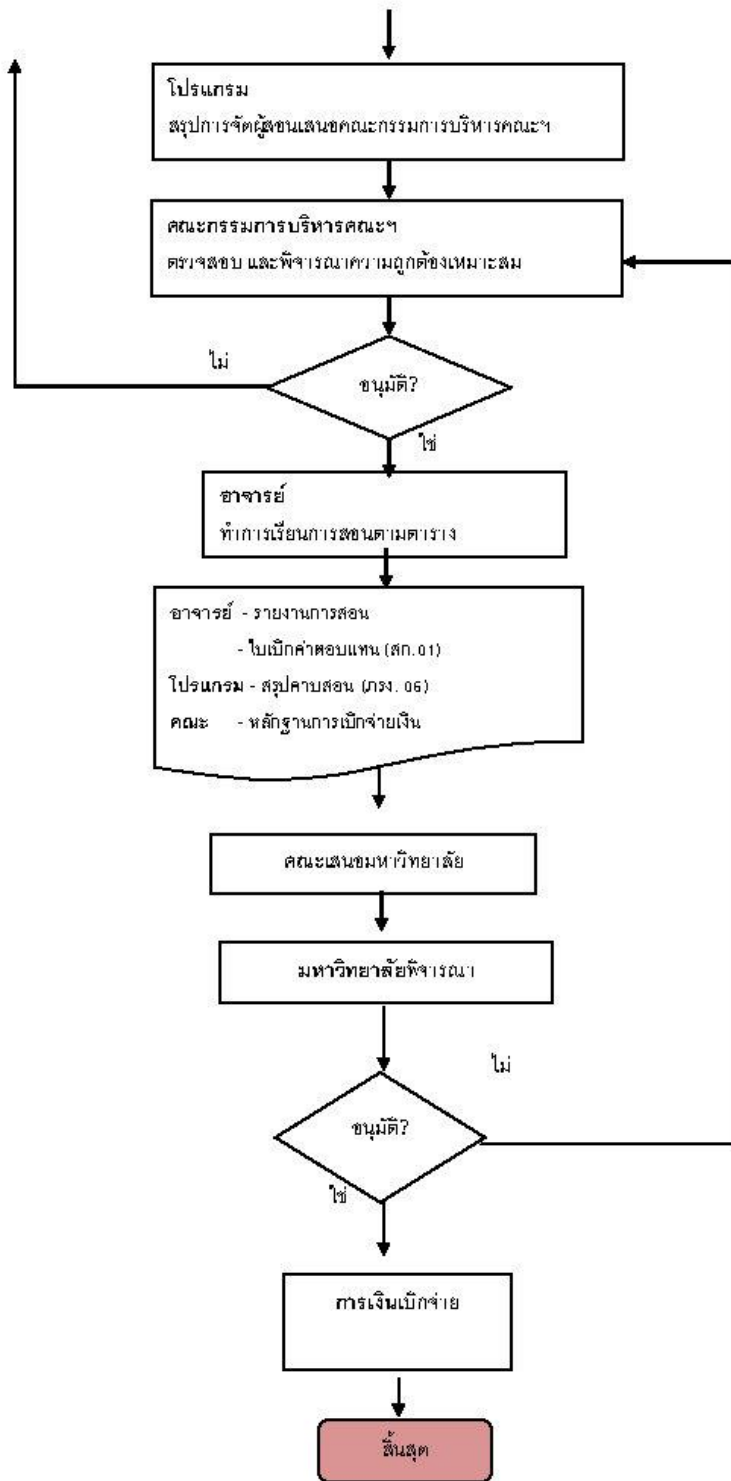 โปรแกรม
สรุปการจัดผู้สอนเสนอคณะกรรมการบริหารคณะฯ
คณะกรรมการบริหารคณะฯ
ตรวจสอบ และพิจารณาความถูกต้องเหมาะสม
ไม่
อนุมัติ?
ใช่
อาจารย์
ทำการเรียนการสอนตามตาราง
อาจารย์ - รายงานการสอน
- ใบเบิกค่าตอบแทน (สก.01)
โปรแกรม - สรุปคาบสอน (ภรง. 06)
คณะ - หลักฐานการเบิกจ่ายเงิน
คณะเสนอมหาวิทยาลัย
มหาวิทยาลัยพิจารณา
ไม่
อนุมัติ?
ใช่
การเงินเบิกจ่าย
สิ้นสุด